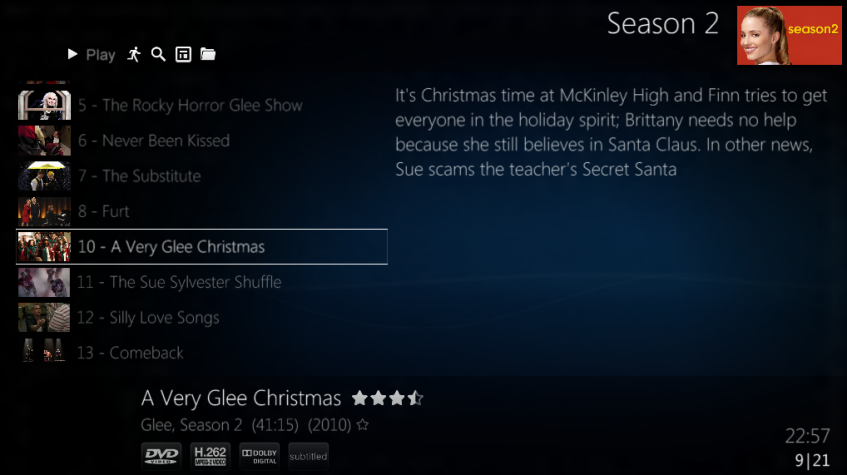 Season 2
season2
Play
5 - The Rocky Horror Glee Show
6 - Never Been Kissed
7 - The Substitute
8 - Furt
10 - A Very Glee Christmas
11 - The Sue Sylvester Shuffle
12 - Silly Love Songs
13 - Comeback
It's Christmas time at McKinley High and Finn tries to get
everyone in the holiday spirit; Brittany needs no help
because she still believes in Santa Claus. In other news,
Sue scams the teacher's Secret Santa
A Very Glee Christmas
Glee, Season 2 (41:15) (2010)
DVD VIDEO
H.262
MPEG-2 VIDEO
DOLBY
DIGITAL
subtitled
22:57
9|21